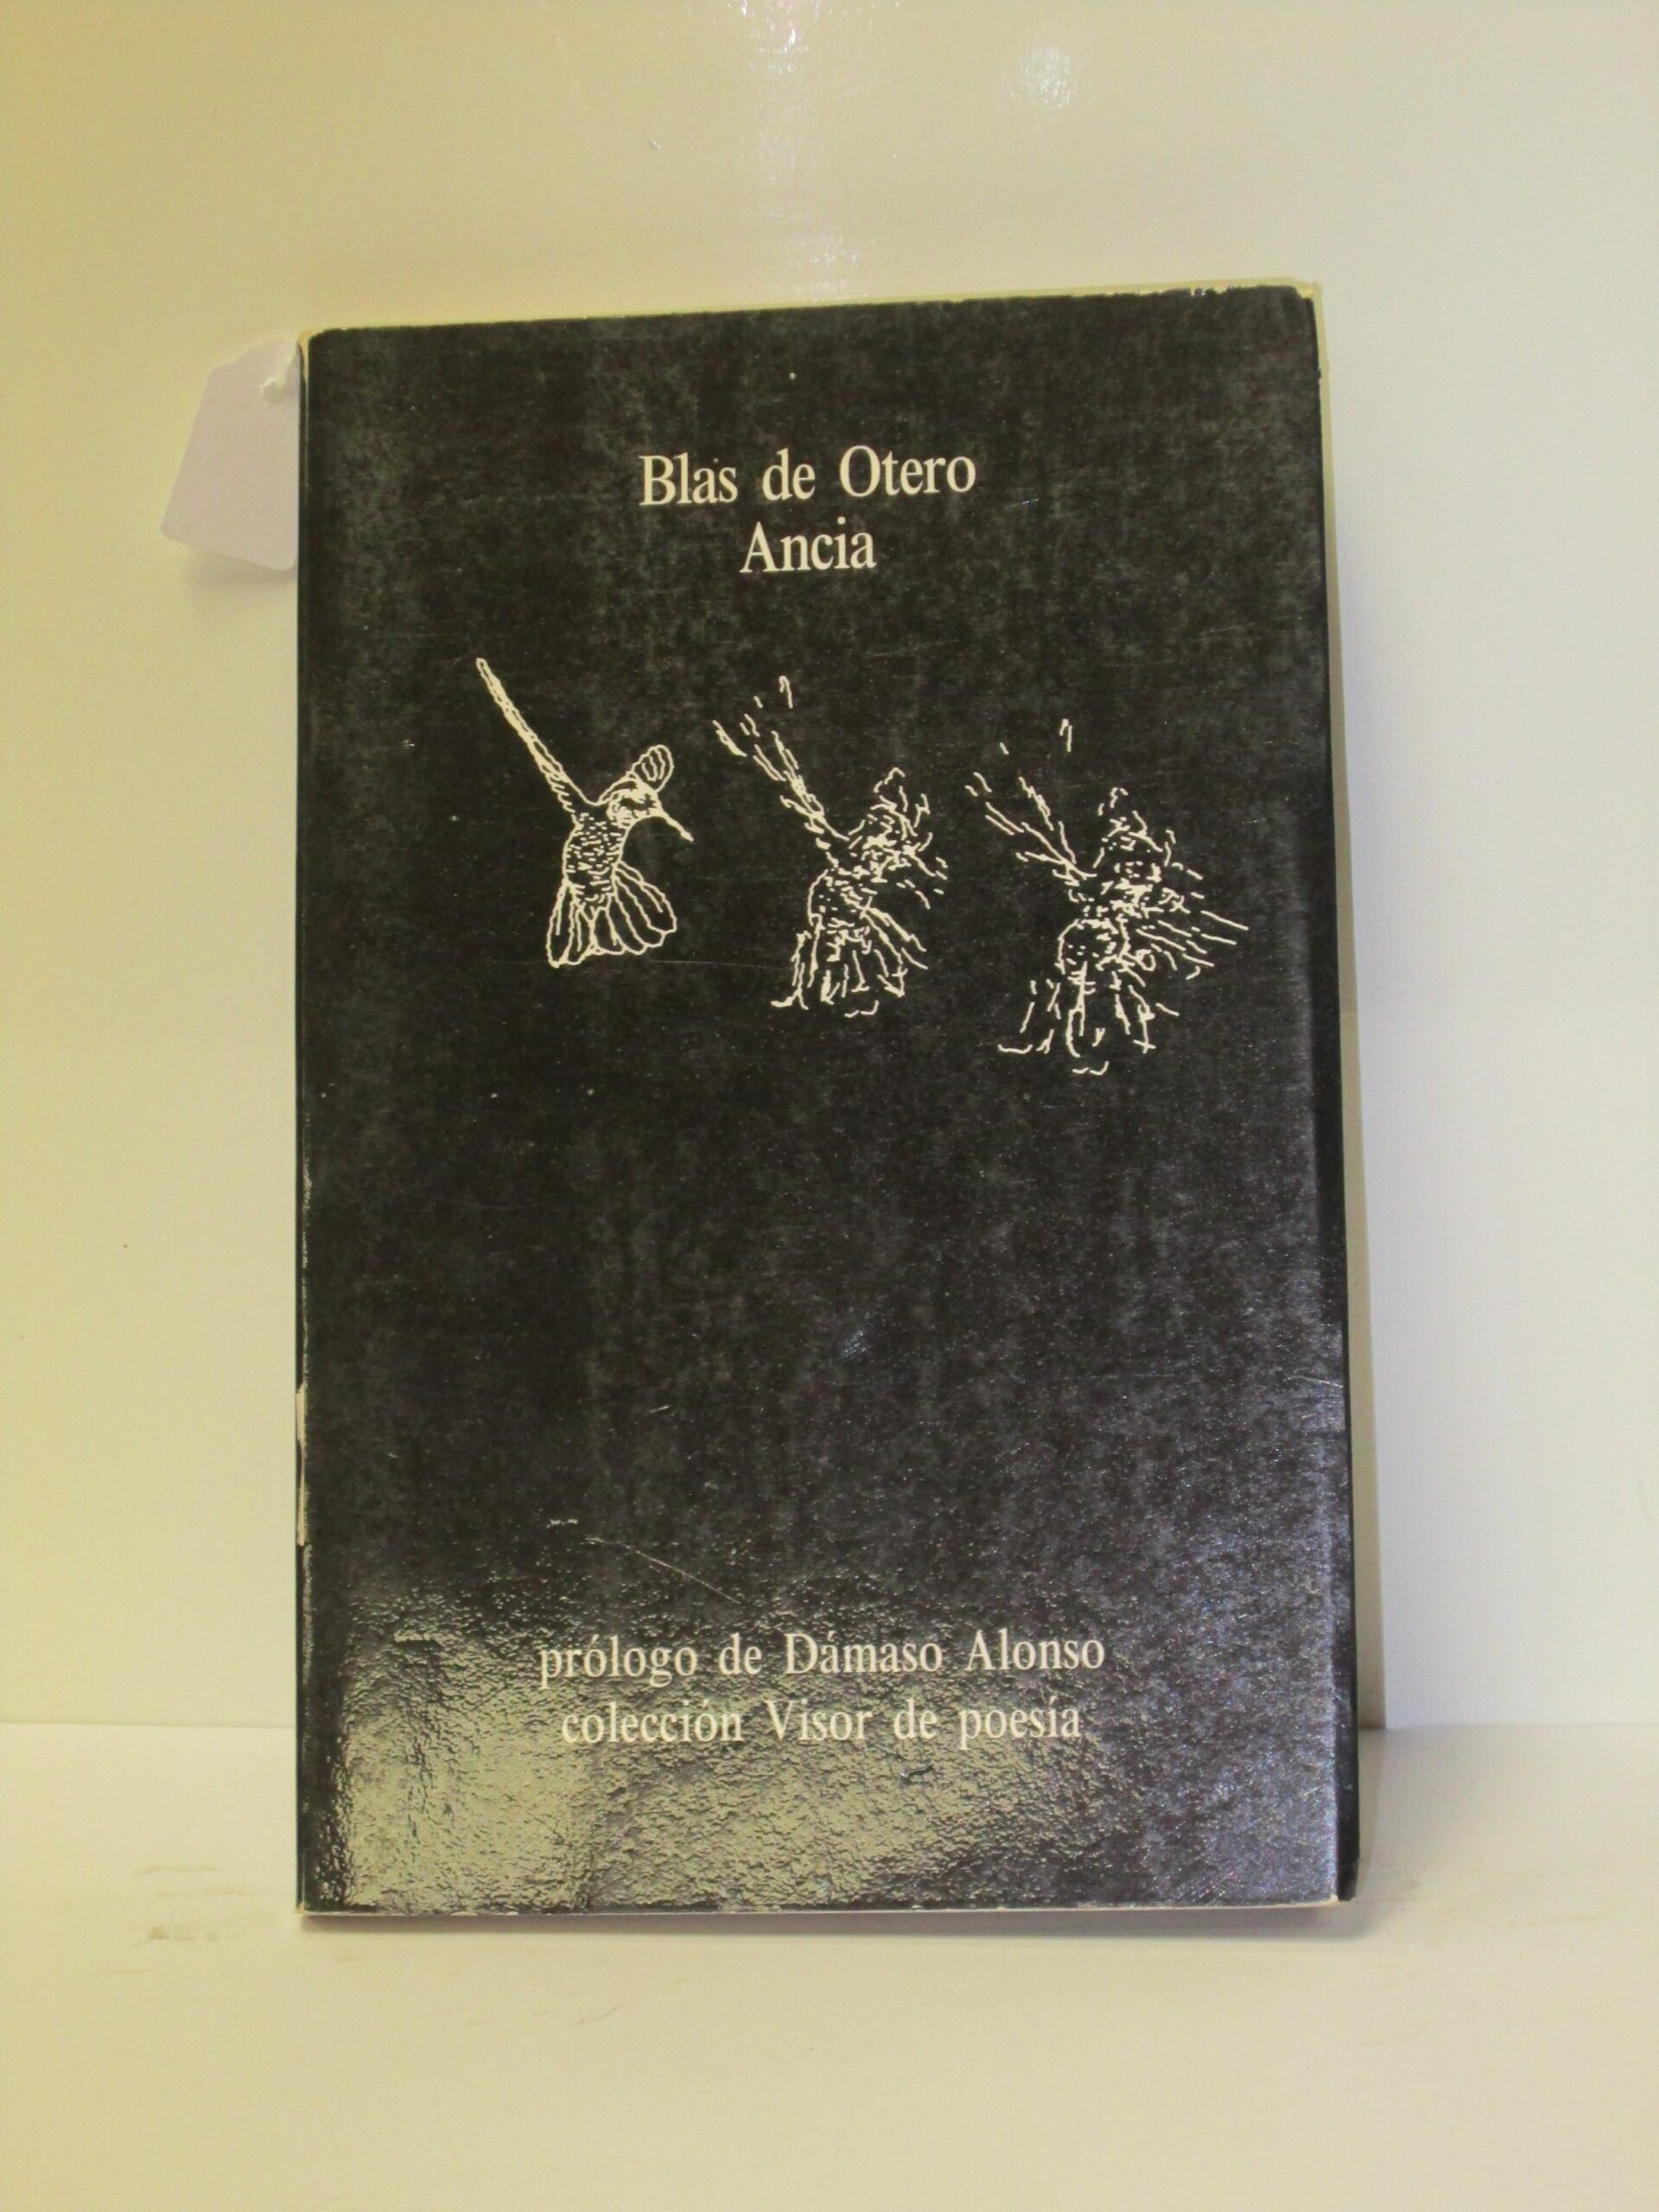 Blas de Otero
Ancia
prólogo de Dámaso Alonso
colección Visor de poesía